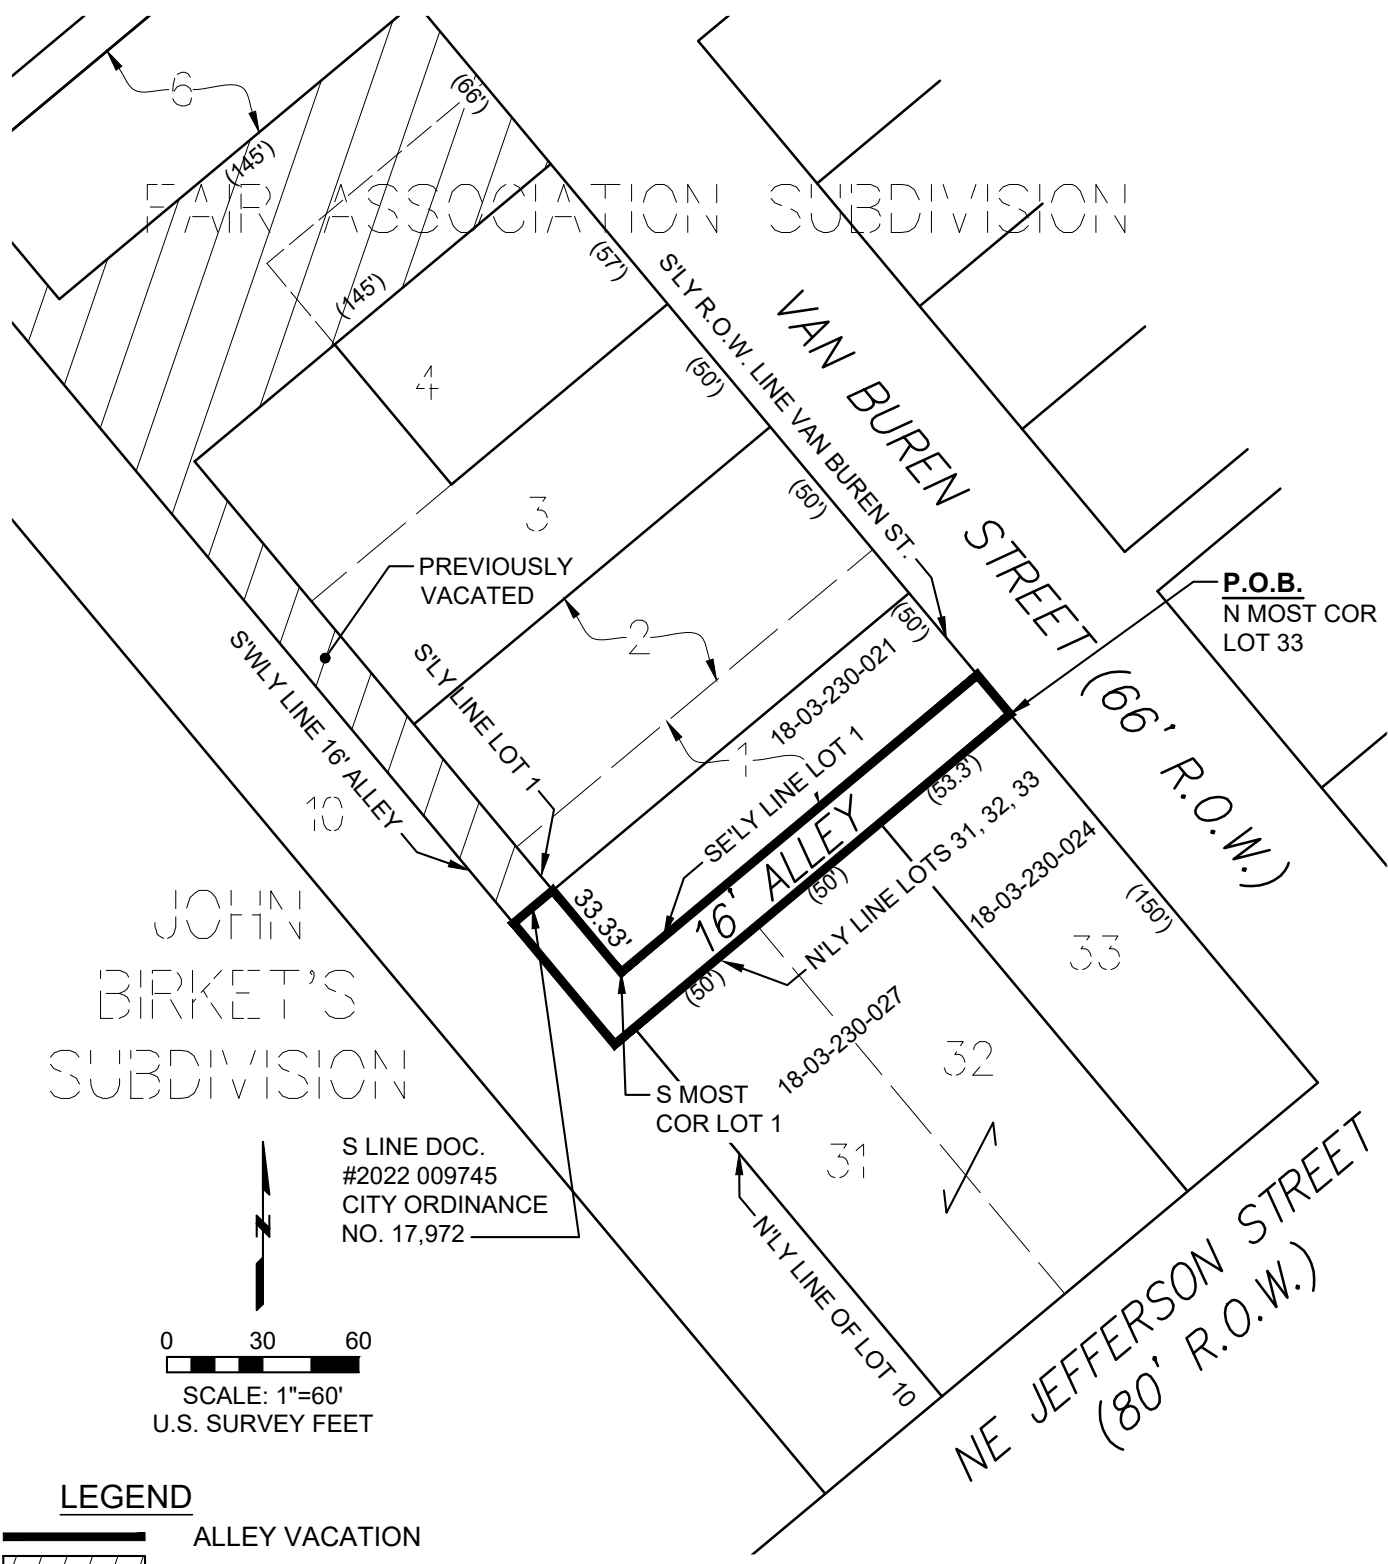 6
(66')
(145')
FAIR ASSOCIATION SUBDIVISION
(57')
(145')
S'LY R.O.W. LINE VAN BUREN ST.
VAN BUREN STREET (66' R.O.W.)
4
(50')
3
(50')
PREVIOUSLY
VACATED
P.O.B.
N MOST COR
LOT 33
(50')
2
S'WLY LINE 16' ALLEY
S'LY LINE LOT 1
18-03-230-021
1
SE'LY LINE LOT 1
(53.3')
10
16' ALLEY
(50')
N'LY LINE LOTS 31, 32, 33
18-03-230-024
(150')
33.33'
JOHN
BIRKET'S
SUBDIVISION
(50')
33
18-03-230-027
32
S MOST
COR LOT 1
31
S LINE DOC.
#2022 009745
CITY ORDINANCE
NO. 17,972
N
N'LY LINE OF LOT 10
NE JEFFERSON STREET
(80' R.O.W.)
0 30 60
SCALE: 1"=60'
U.S. SURVEY FEET
LEGEND
ALLEY VACATION